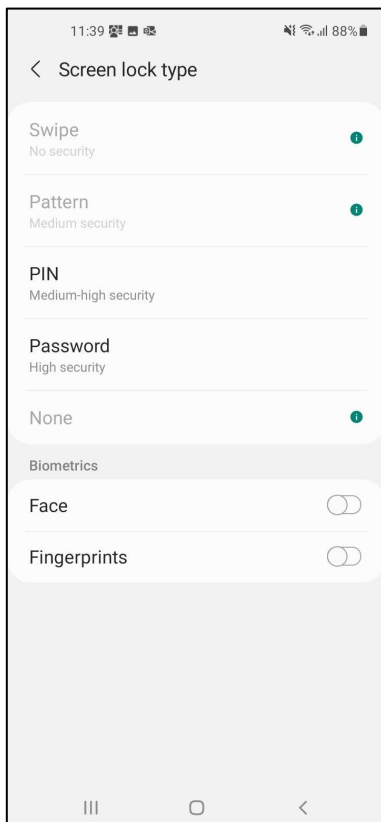 11:39 88%
Screen lock type
Swipe
No security
Pattern
Medium security
PIN
Medium-high security
Password
High security
None
Biometrics
Face
Fingerprints